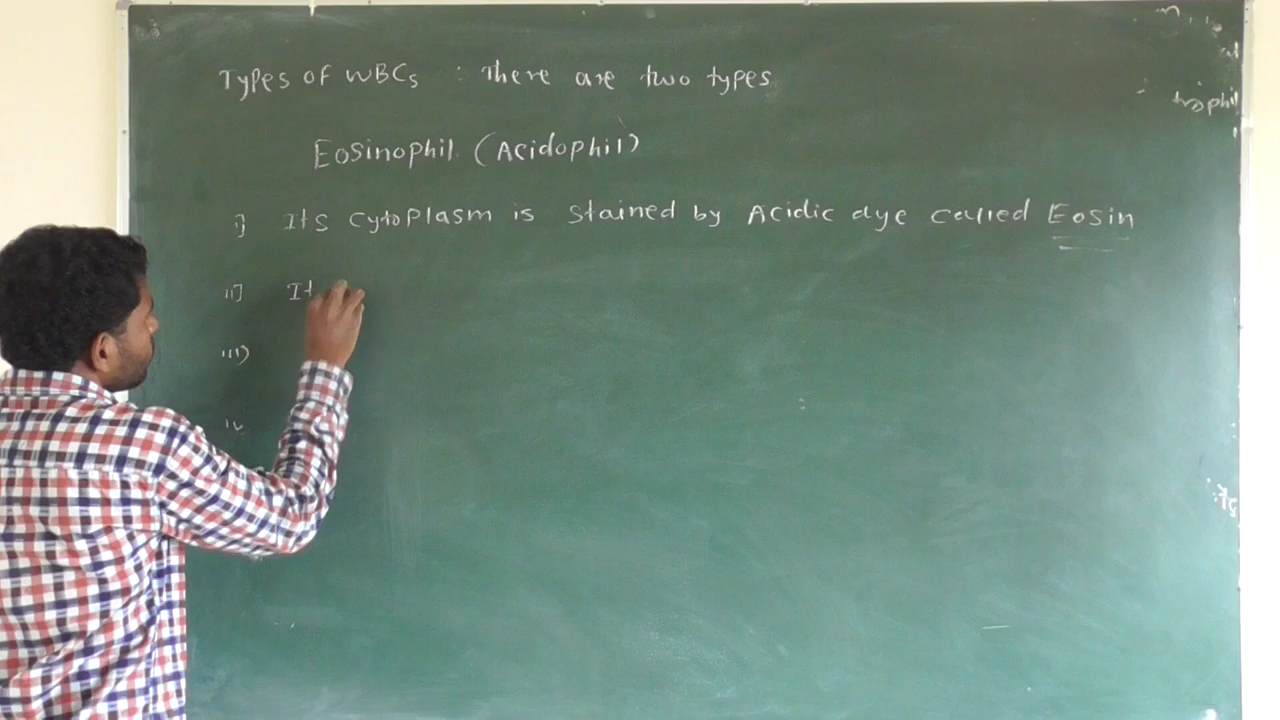 Types of WBCs : There are two types
trophil
Eosinophil (Acidophil)
i] Its cytoplasm is stained by Acidic dye called Eosin
ii] It
iii)
iv